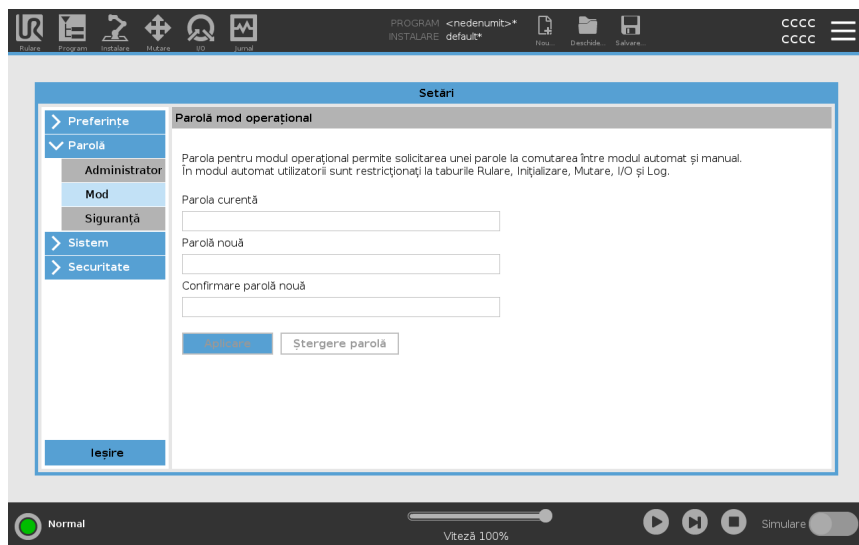 PROGRAM <nedenumit>*
INSTALARE default*
CCCC
CCCC
Rulare Program Instalare Mutare I/O Jurnal Nou... Deschide... Salvare...
Setări
Preferințe
Parolă
Administrator
Mod
Siguranță
Sistem
Securitate
Ieșire
Parolă mod operațional
Parola pentru modul operațional permite solicitarea unei parole la comutarea între modul automat și manual.
În modul automat utilizatorii sunt restricționați la taburile Rulare, Inițializare, Mutare, I/O și Log.
Parola curentă
Parolă nouă
Confirmare parolă nouă
Aplicare Ștergere parolă
Normal
Viteză 100%
Simulare